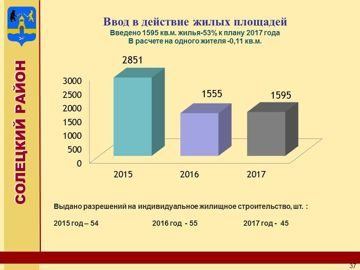 Ввод в действие жилых площадей
Введено 1595 кв.м. жилья-53% к плану 2017 года
В расчете на одного жителя -0,11 кв.м.
СОЛЕЦКИЙ РАЙОН
2851
1555
1595
3000
2500
2000
1500
1000
500
0
2015
2016
2017
Выдано разрешений на индивидуальное жилищное строительство, шт. :
2015 год – 54
2016 год - 55
2017 год - 45
37